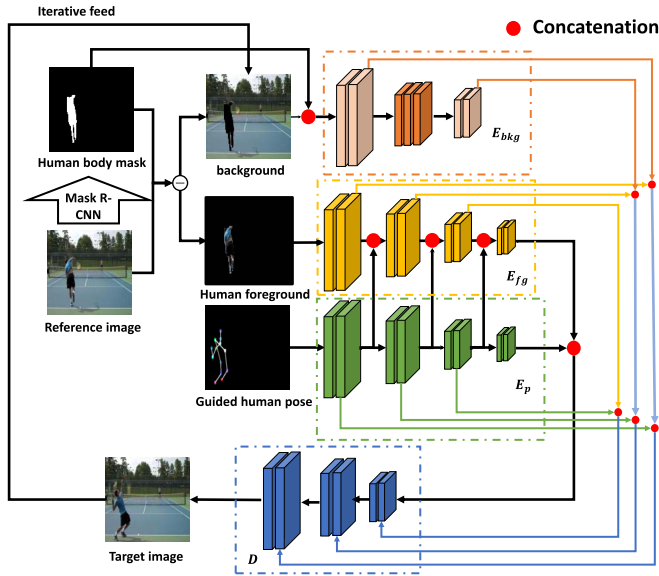 Iterative feed
Concatenation
Human body mask
background
E_bkg
Mask R-
CNN
Human foreground
E_fg
Reference image
Guided human pose
E_p
Target image
D